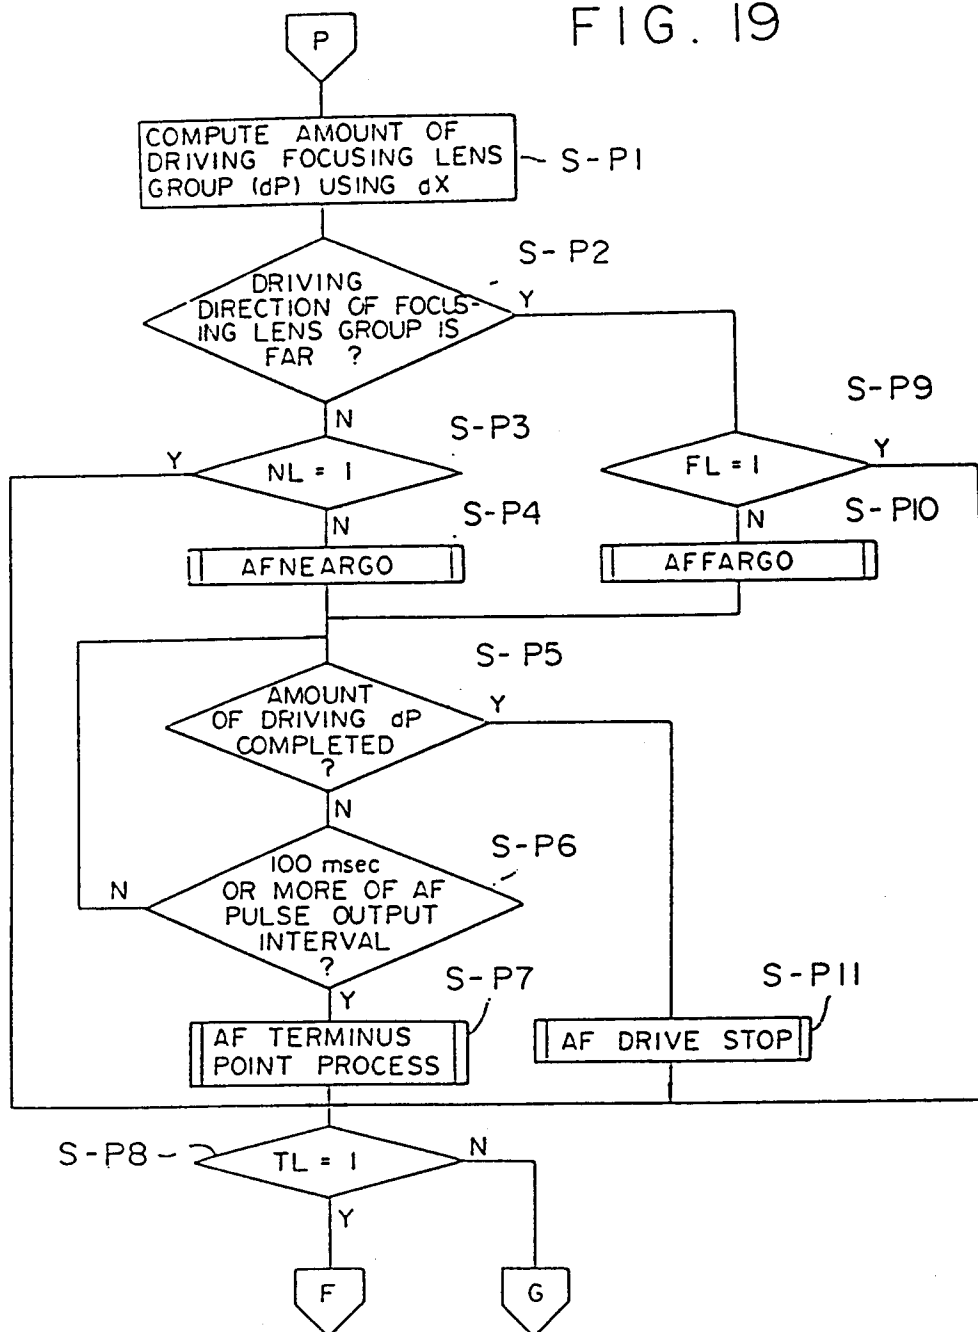 FIG. 19
P
COMPUTE AMOUNT OF
DRIVING FOCUSING LENS
GROUP (dP) USING dX
S-P1
S-P2
DRIVING
DIRECTION OF FOCUS-
ING LENS GROUP IS
FAR ?
Y
N
S-P3
Y
NL = 1
N
S-P4
AFNEARGO
S-P9
FL = 1
Y
N
S-P10
AFFARGO
S-P5
AMOUNT
OF DRIVING dP
COMPLETED
?
Y
N
S-P6
100 msec
OR MORE OF AF
PULSE OUTPUT
INTERVAL
?
N
Y
S-P7
AF TERMINUS
POINT PROCESS
S-P11
AF DRIVE STOP
S-P8
TL = 1
N
Y
F
G